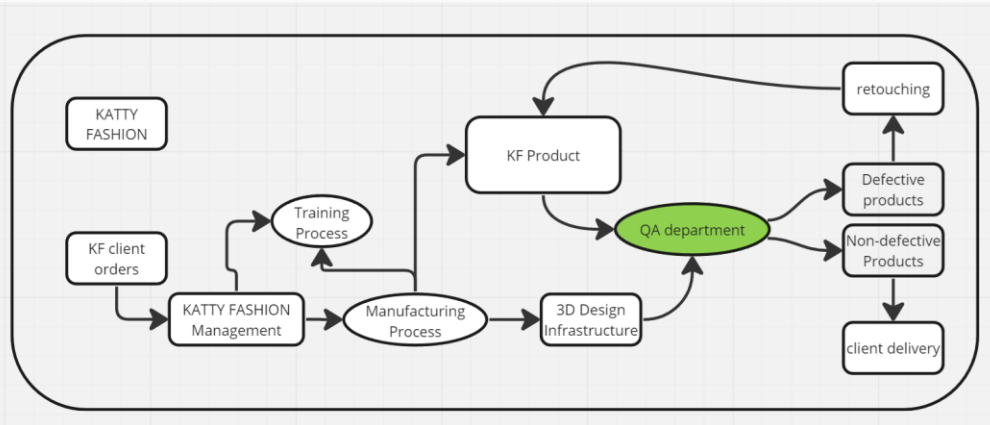 KATTY
FASHION
KF client
orders
KATTY FASHION
Management
Training
Process
Manufacturing
Process
KF Product
3D Design
Infrastructure
QA department
retouching
Defective
products
Non-defective
Products
client delivery